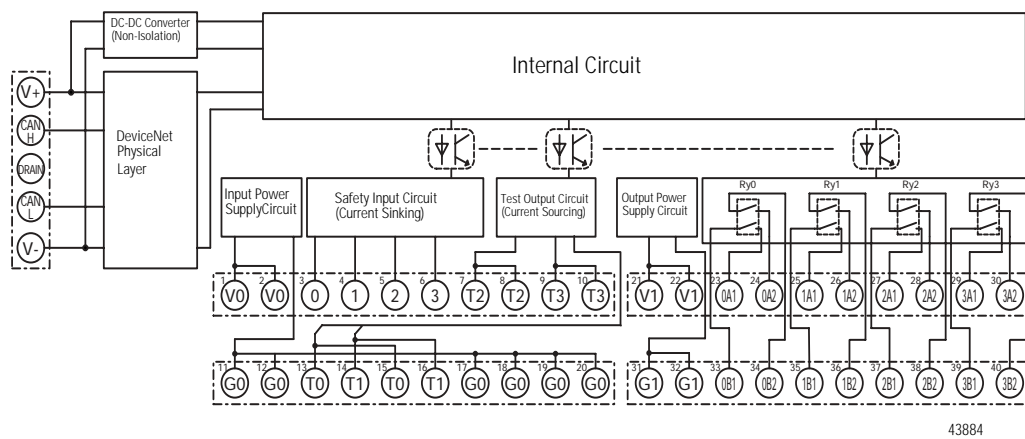 DC-DC Converter
(Non-Isolation)
Internal Circuit
V+
CAN
H
DRAIN
CAN
L
V-
DeviceNet
Physical
Layer
Input Power
SupplyCircuit
Safety Input Circuit
(Current Sinking)
Test Output Circuit
(Current Sourcing)
Output Power
Supply Circuit
Ry0 Ry1 Ry2 Ry3
1 2 3 4 5 6 7 8 9 10 21 22 23 24 25 26 27 28 29 30
V0 V0 0 1 2 3 T2 T2 T3 T3 V1 V1 0A1 0A2 1A1 1A2 2A1 2A2 3A1 3A2
11 12 13 14 15 16 17 18 19 20 31 32 33 34 35 36 37 38 39 40
G0 G0 T0 T1 T0 T1 G0 G0 G0 G0 G1 G1 0B1 0B2 1B1 1B2 2B1 2B2 3B1 3B2
43884